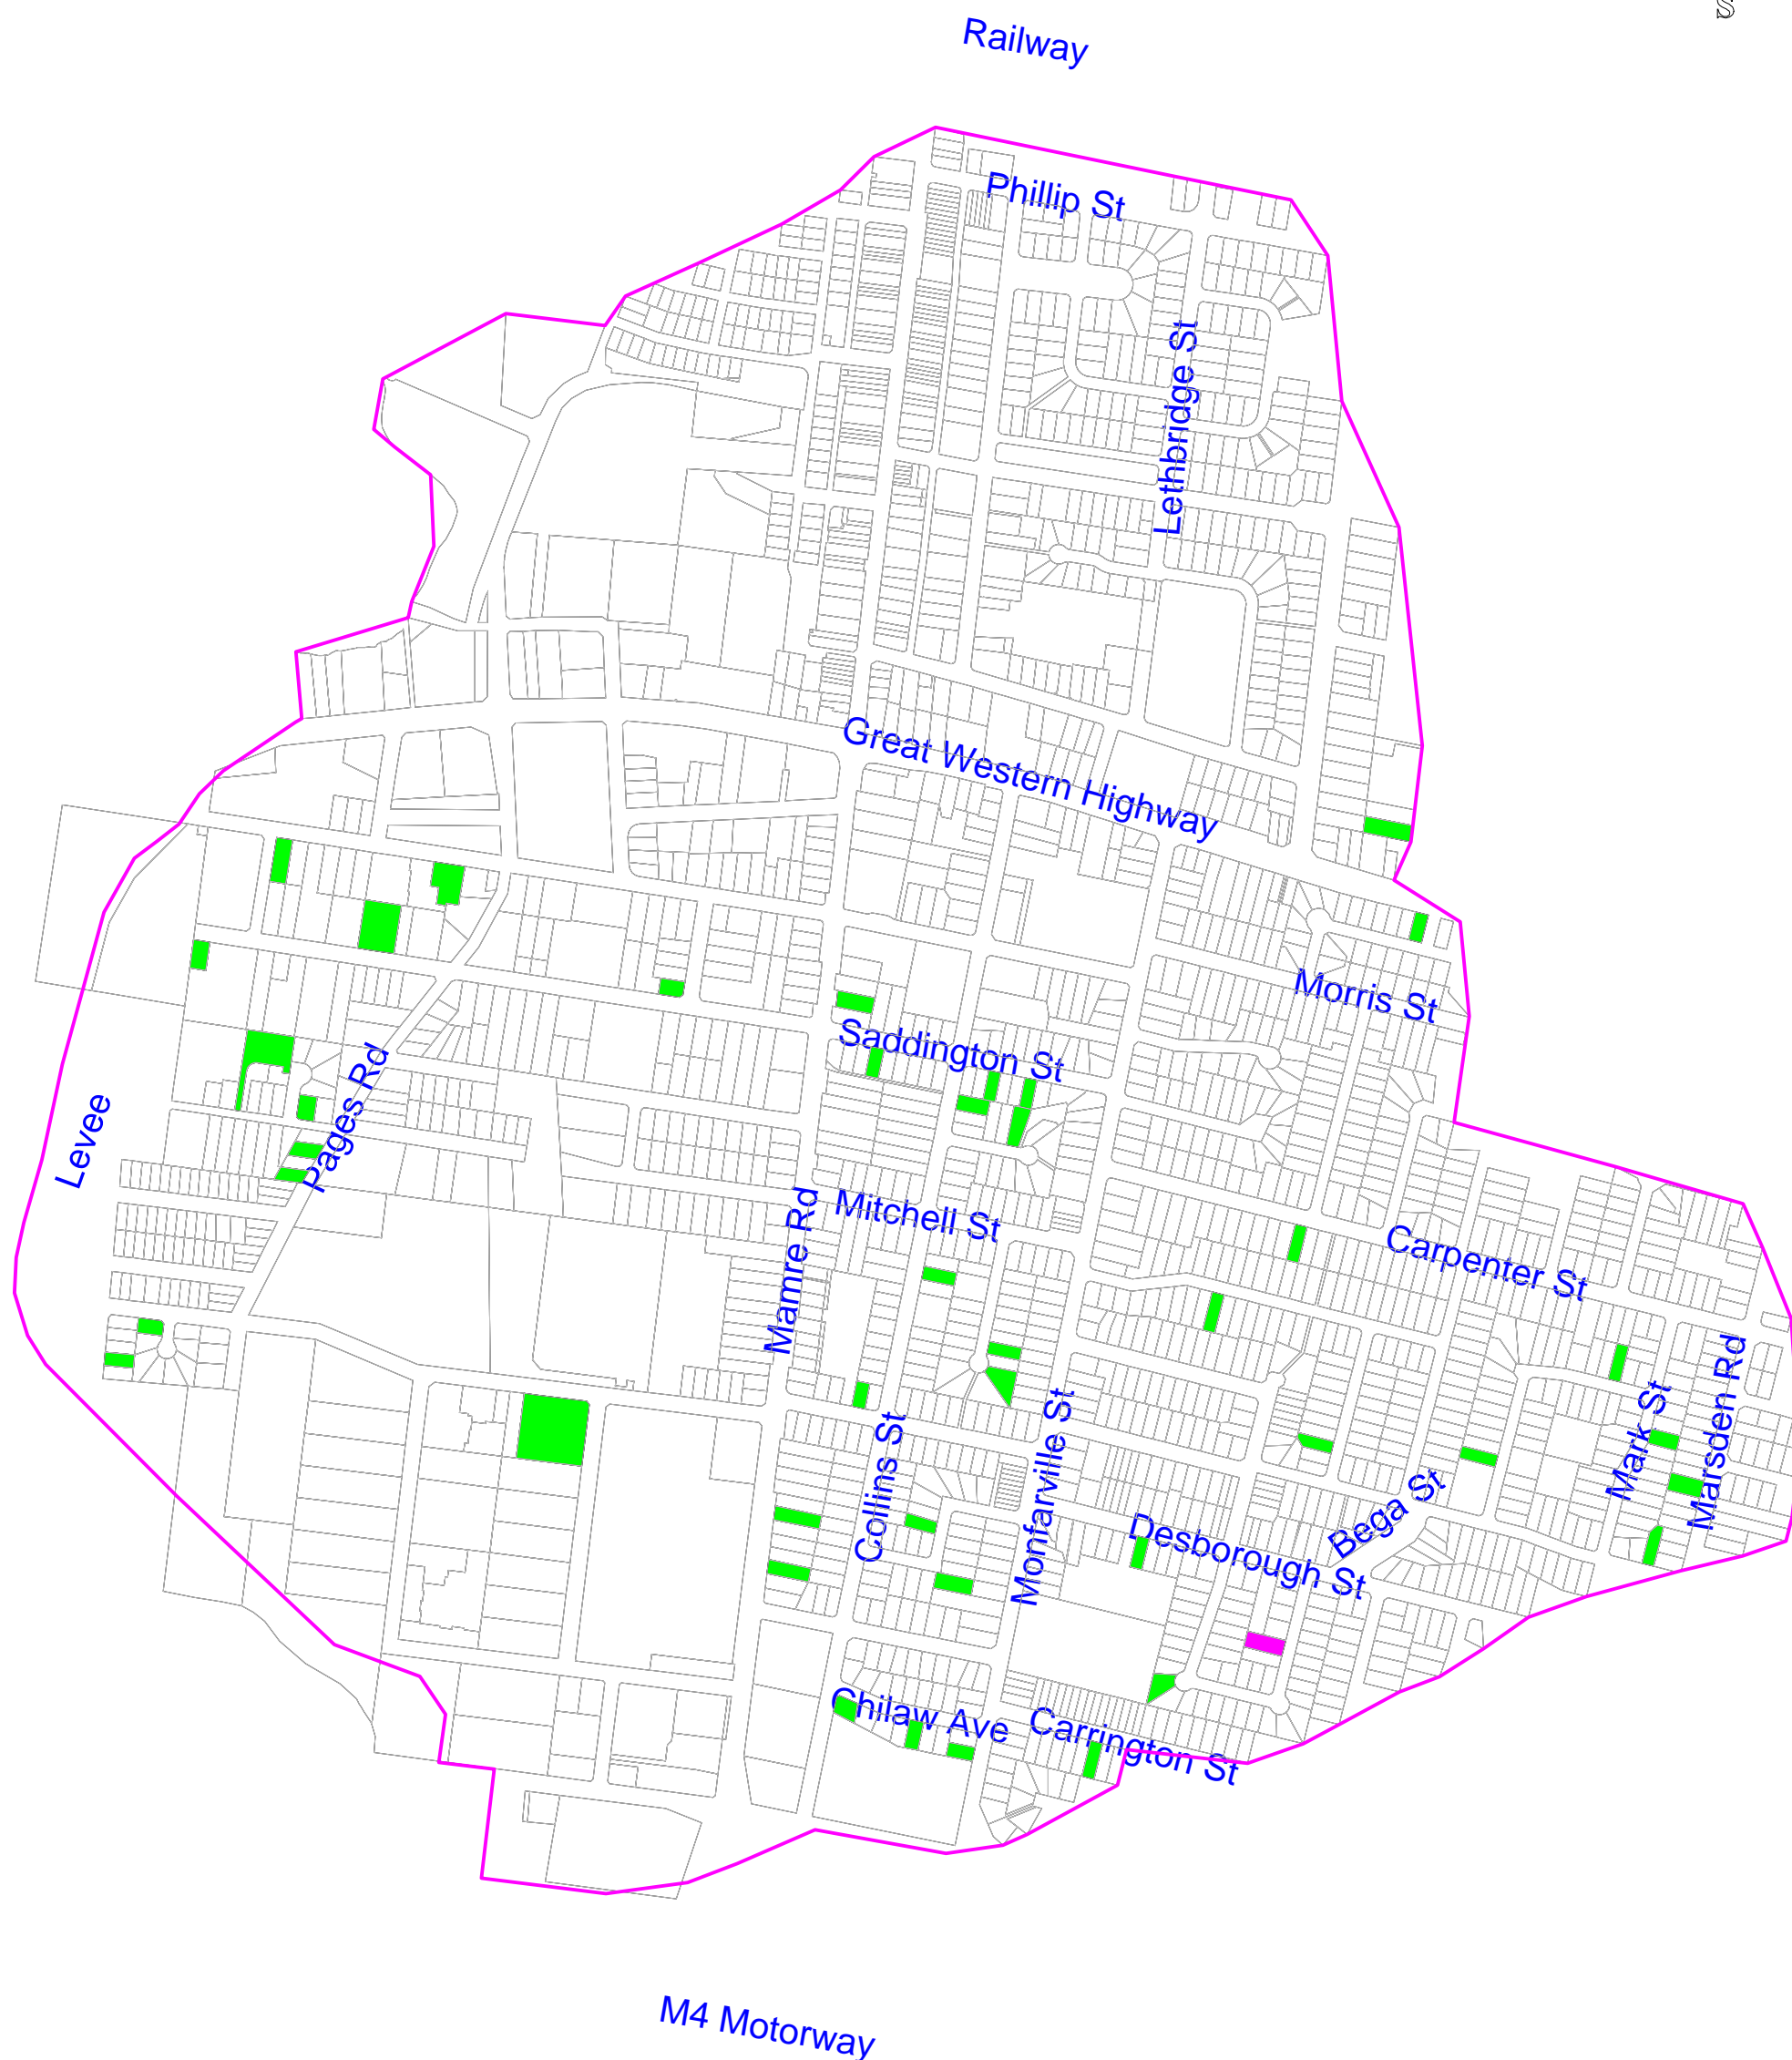 S
Railway
Phillip St
Lethbridge St
Great Western Highway
Morris St
Saddington St
Pages Rd
Levee
Mamre Rd
Mitchell St
Carpenter St
Mark St
Marsden Rd
Collins St
Monfarville St
Bega St
Desborough St
Chilaw Ave
Carrington St
M4 Motorway